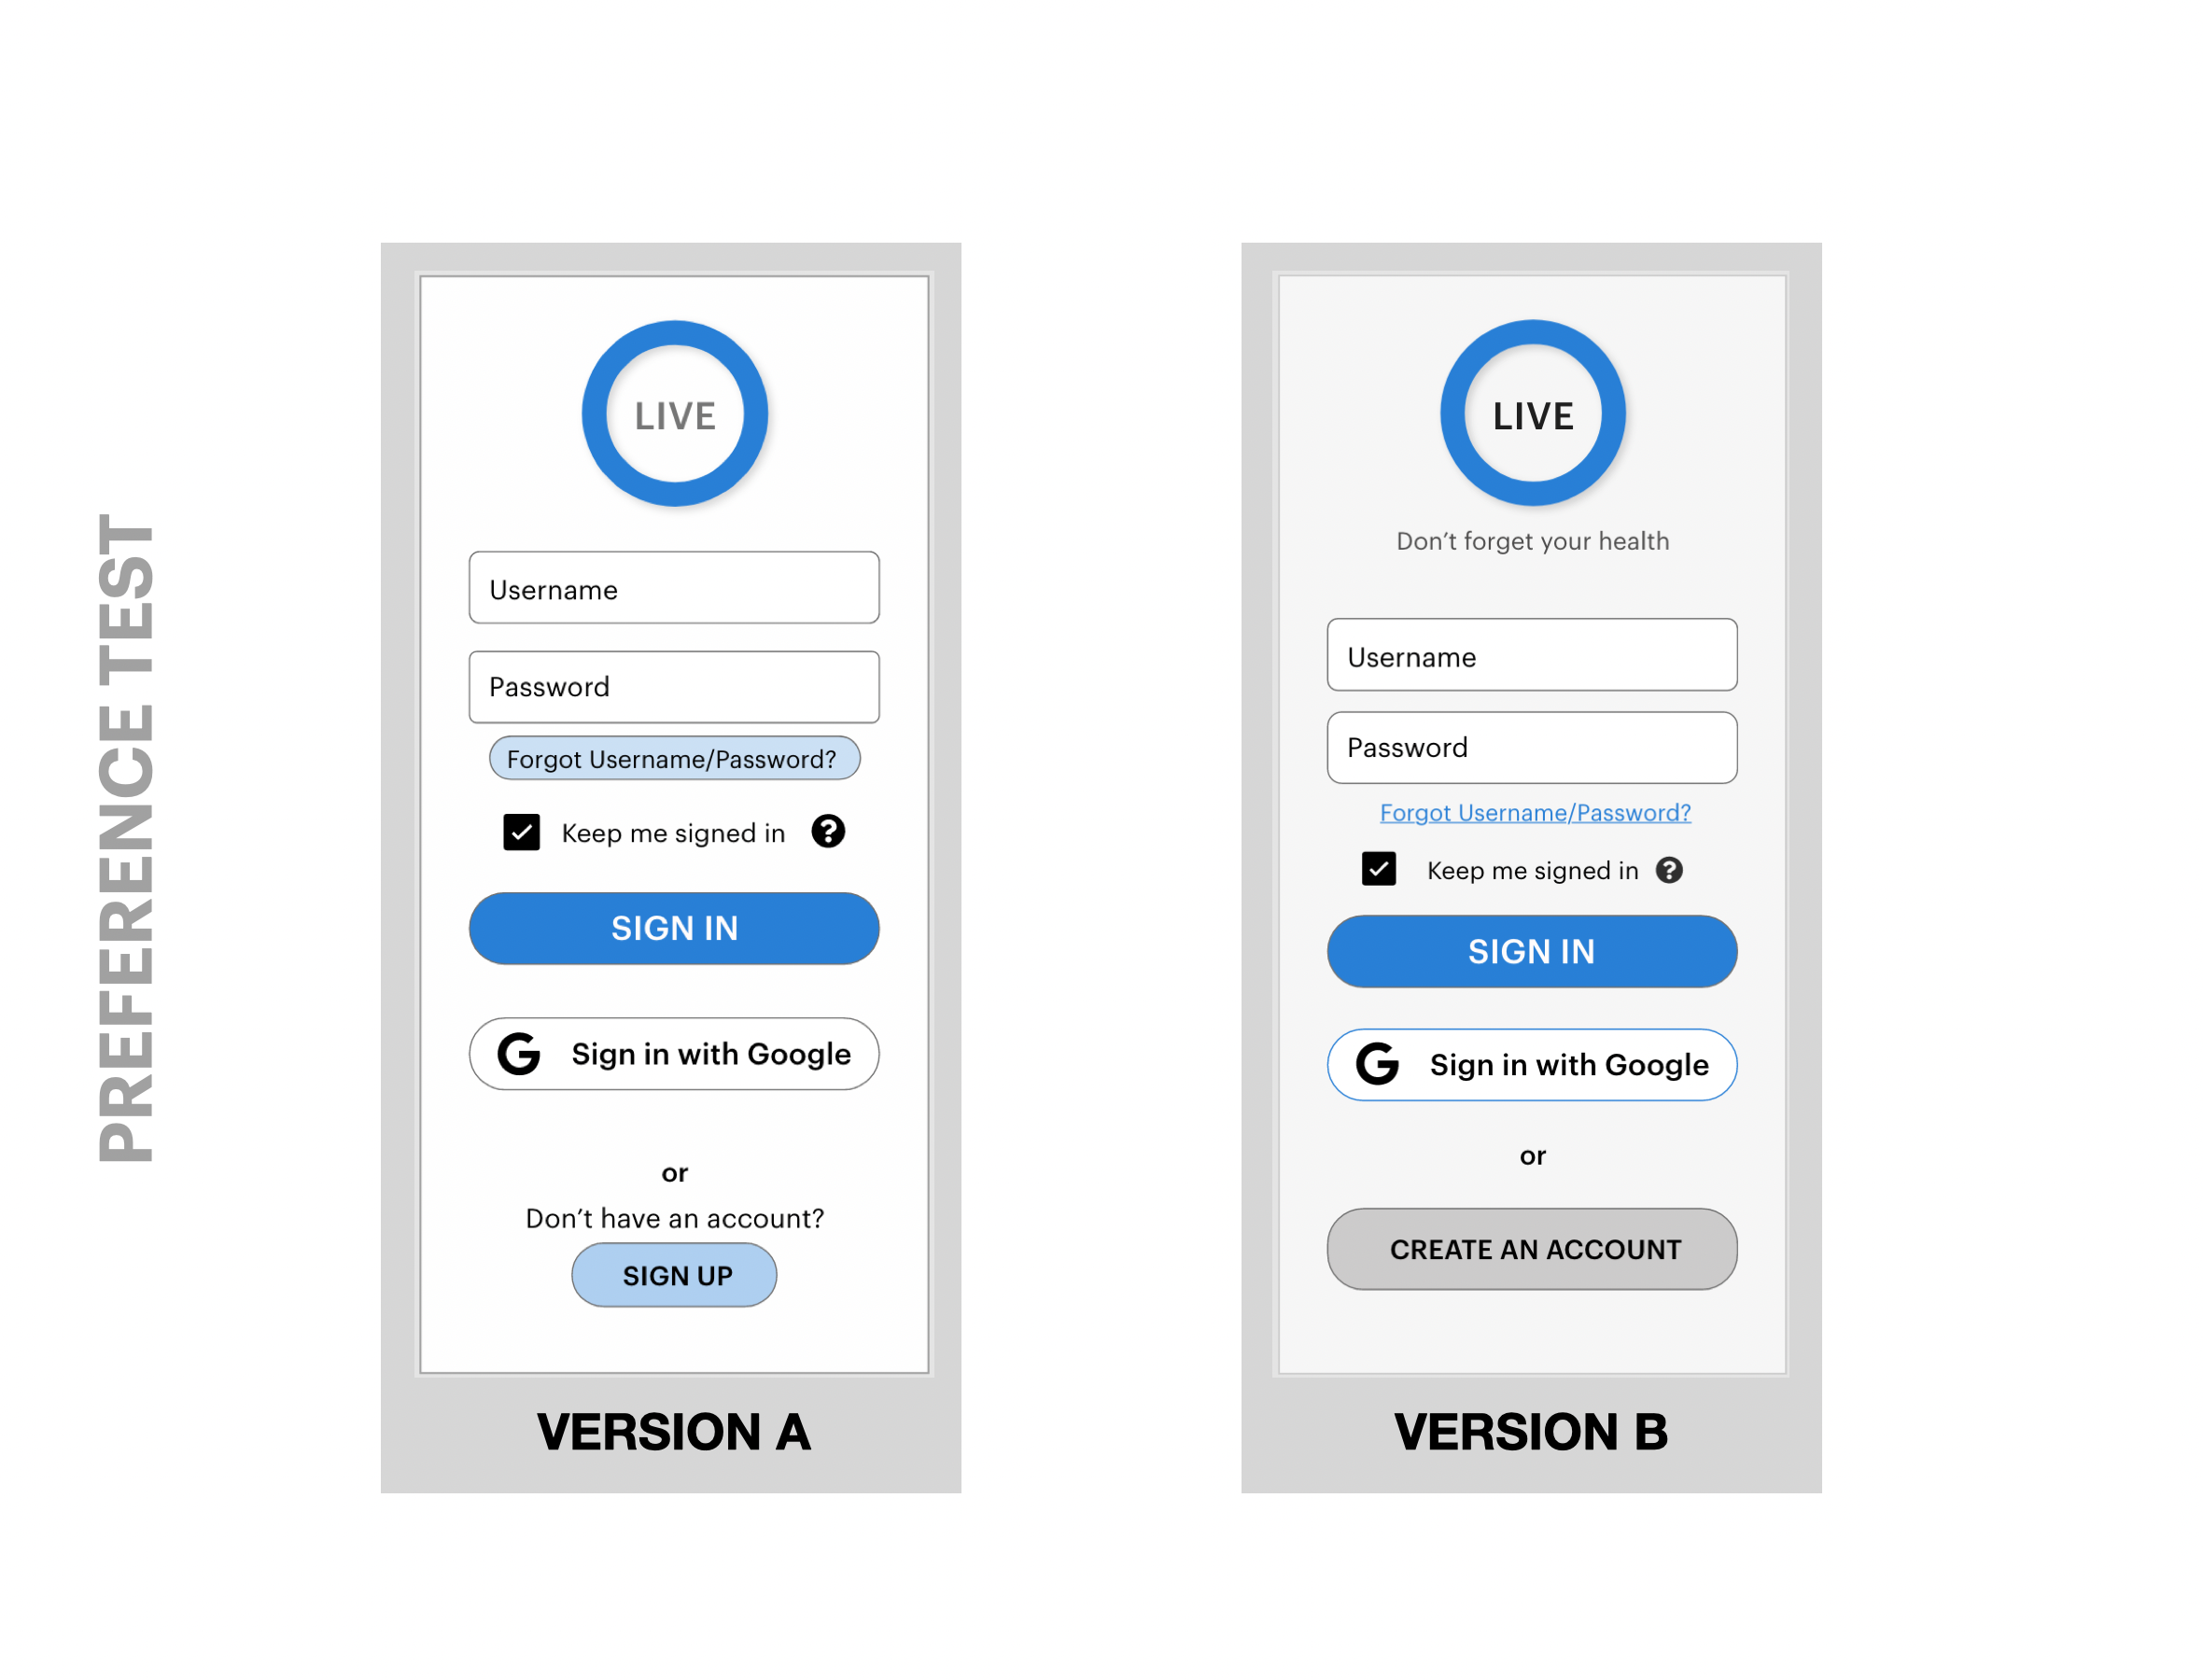 PREFERENCE TEST
LIVE
Username
Password
Forgot Username/Password?
Keep me signed in ?
SIGN IN
G Sign in with Google
or
Don't have an account?
SIGN UP
VERSION A
LIVE
Don't forget your health
Username
Password
Forgot Username/Password?
Keep me signed in ?
SIGN IN
G Sign in with Google
or
CREATE AN ACCOUNT
VERSION B